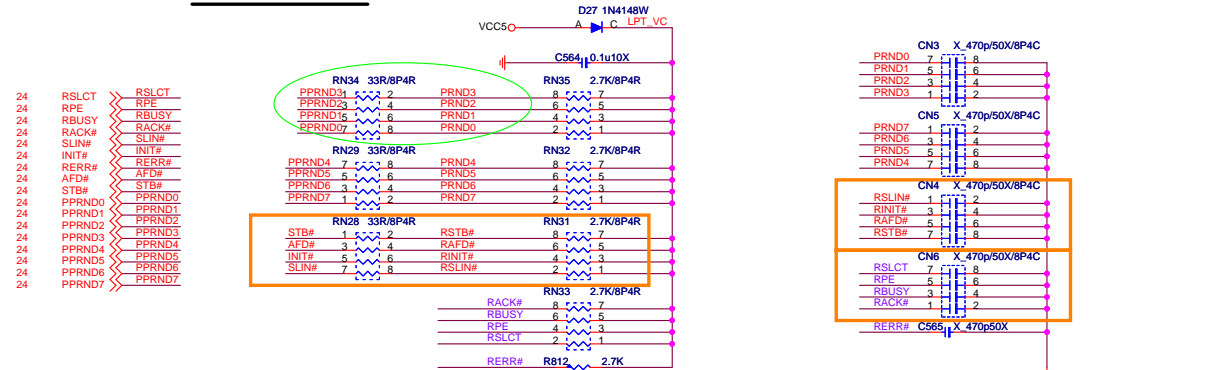 D27 1N4148W
VCC5 A C LPT_VC
C564 0.1u10X
RN34 33R/8P4R RN35 2.7K/8P4R
PPRND3 1 2 PRND3 8 7
PPRND2 3 4 PRND2 6 5
PPRND1 5 6 PRND1 4 3
PPRND0 7 8 PRND0 2 1
RN29 33R/8P4R RN32 2.7K/8P4R
PPRND4 7 8 PRND4 8 7
PPRND5 5 6 PRND5 6 5
PPRND6 3 4 PRND6 4 3
PPRND7 1 2 PRND7 2 1
RN28 33R/8P4R RN31 2.7K/8P4R
STB# 1 2 RSTB# 8 7
AFD# 3 4 RAFD# 6 5
INIT# 5 6 RINIT# 4 3
SLIN# 7 8 RSLIN# 2 1
RN33 2.7K/8P4R
RACK# 8 7
RBUSY 6 5
RPE 4 3
RSLCT 2 1
RERR# R812 2.7K
24 RSLCT RSLCT
24 RPE RPE
24 RBUSY RBUSY
24 RACK# RACK#
24 SLIN# SLIN#
24 INIT# INIT#
24 RERR# RERR#
24 AFD# AFD#
24 STB# STB#
24 PPRND0 PPRND0
24 PPRND1 PPRND1
24 PPRND2 PPRND2
24 PPRND3 PPRND3
24 PPRND4 PPRND4
24 PPRND5 PPRND5
24 PPRND6 PPRND6
24 PPRND7 PPRND7
CN3 X_470p/50X/8P4C
PRND0 7 8
PRND1 5 6
PRND2 3 4
PRND3 1 2
CN5 X_470p/50X/8P4C
PRND7 1 2
PRND6 3 4
PRND5 5 6
PRND4 7 8
CN4 X_470p/50X/8P4C
RSLIN# 1 2
RINIT# 3 4
RAFD# 5 6
RSTB# 7 8
CN6 X_470p/50X/8P4C
RSLCT 7 8
RPE 5 6
RBUSY 3 4
RACK# 1 2
RERR# C565 X_470p50X